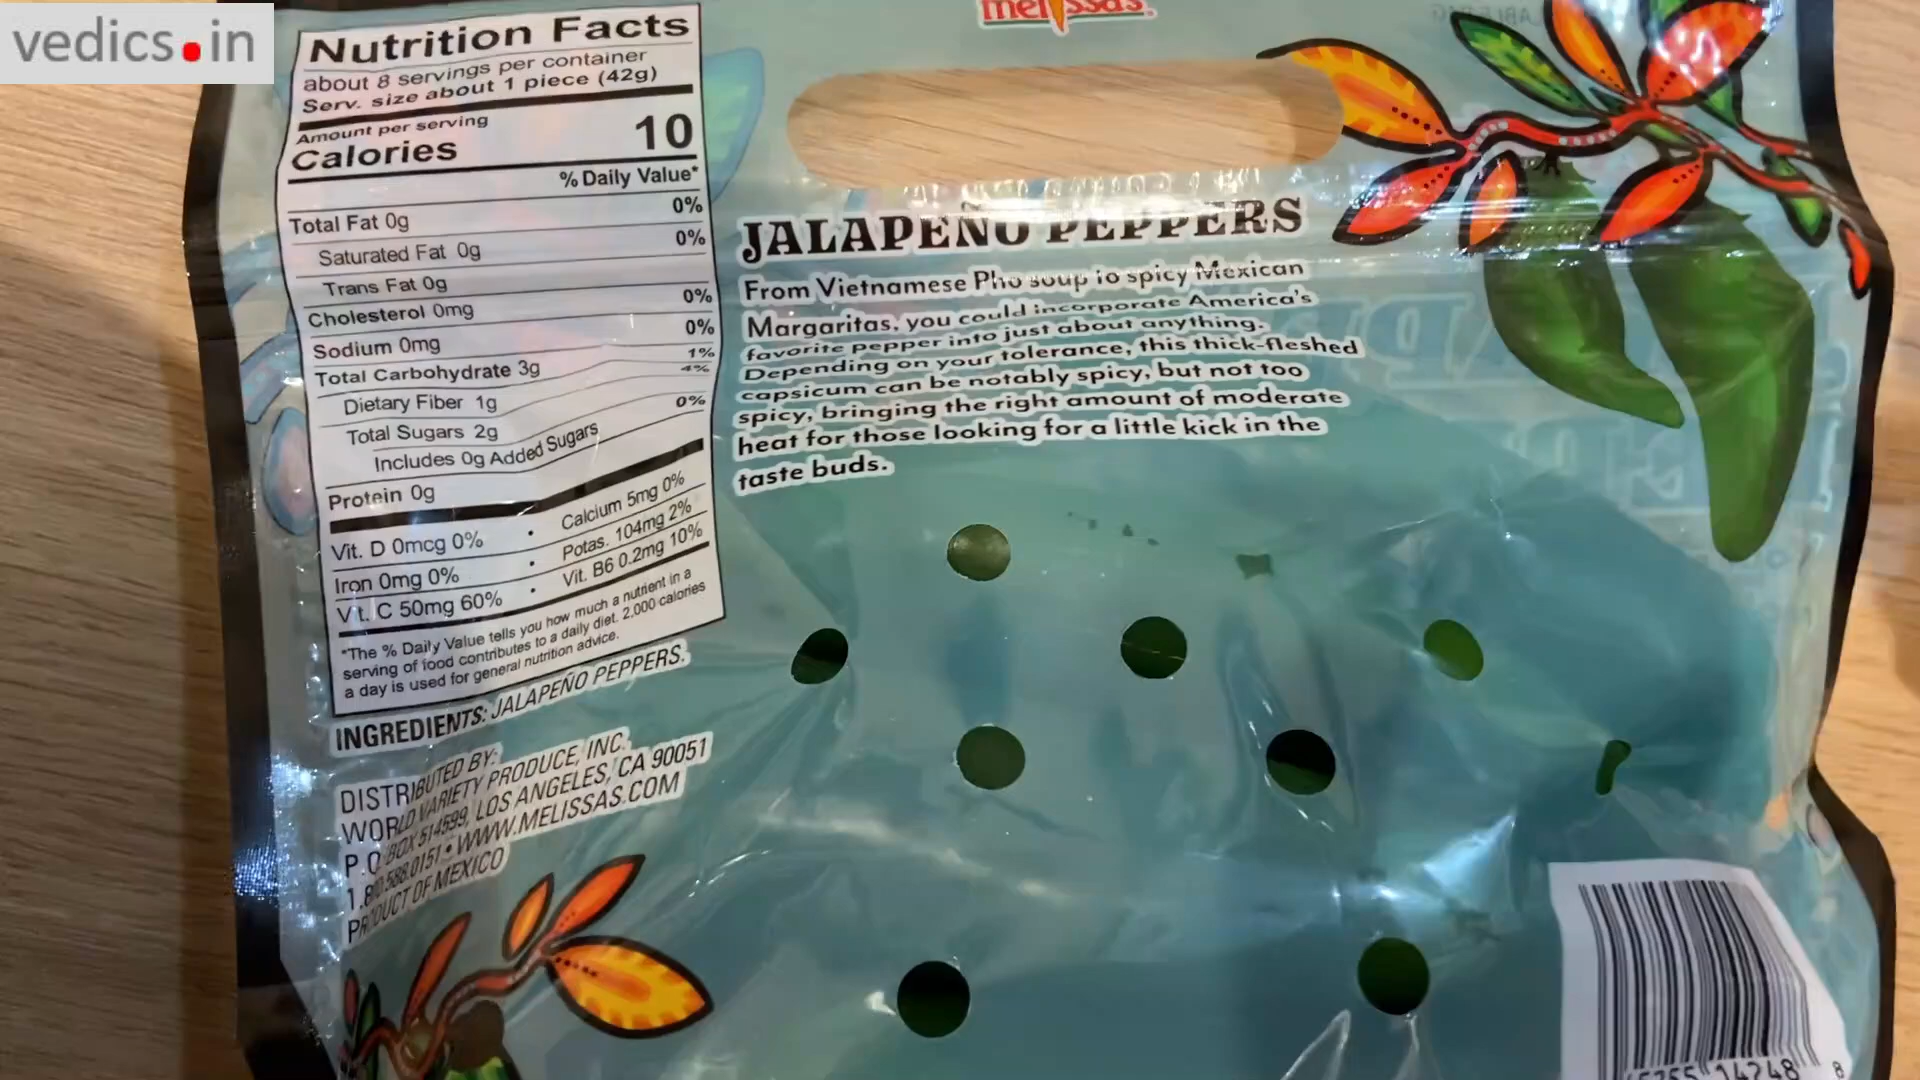 vedics.in
melissa's.
Nutrition Facts
about 8 servings per container
Serv. size about 1 piece (42g)
Amount per serving
Calories 10
% Daily Value*
Total Fat 0g 0%
Saturated Fat 0g 0%
Trans Fat 0g
Cholesterol 0mg 0%
Sodium 0mg 0%
Total Carbohydrate 3g 1%
Dietary Fiber 1g 4%
Total Sugars 2g
Includes 0g Added Sugars 0%
Protein 0g
Vit. D 0mcg 0% • Calcium 5mg 0%
Iron 0mg 0% • Potas. 104mg 2%
Vit. C 50mg 60% • Vit. B6 0.2mg 10%
*The % Daily Value tells you how much a nutrient in a
serving of food contributes to a daily diet. 2,000 calories
a day is used for general nutrition advice.
INGREDIENTS: JALAPEÑO PEPPERS.
DISTRIBUTED BY:
WORLD VARIETY PRODUCE, INC.
P.O BOX 514599, LOS ANGELES, CA 90051
588.0151 • WWW.MELISSAS.COM
PRODUCT OF MEXICO
JALAPEÑO PEPPERS
From Vietnamese Pho soup to spicy Mexican
Margaritas, you could incorporate America's
favorite pepper into just about anything.
Depending on your tolerance, this thick-fleshed
capsicum can be notably spicy, but not too
spicy, bringing the right amount of moderate
heat for those looking for a little kick in the
taste buds.
14248 8